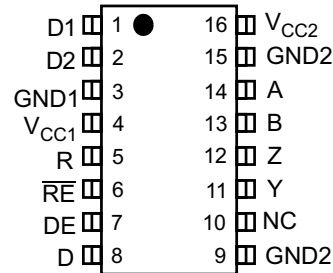 D1 1 16 VCC2
D2 2 15 GND2
GND1 3 14 A
VCC1 4 13 B
R 5 12 Z
R̅E̅ 6 11 Y
DE 7 10 NC
D 8 9 GND2